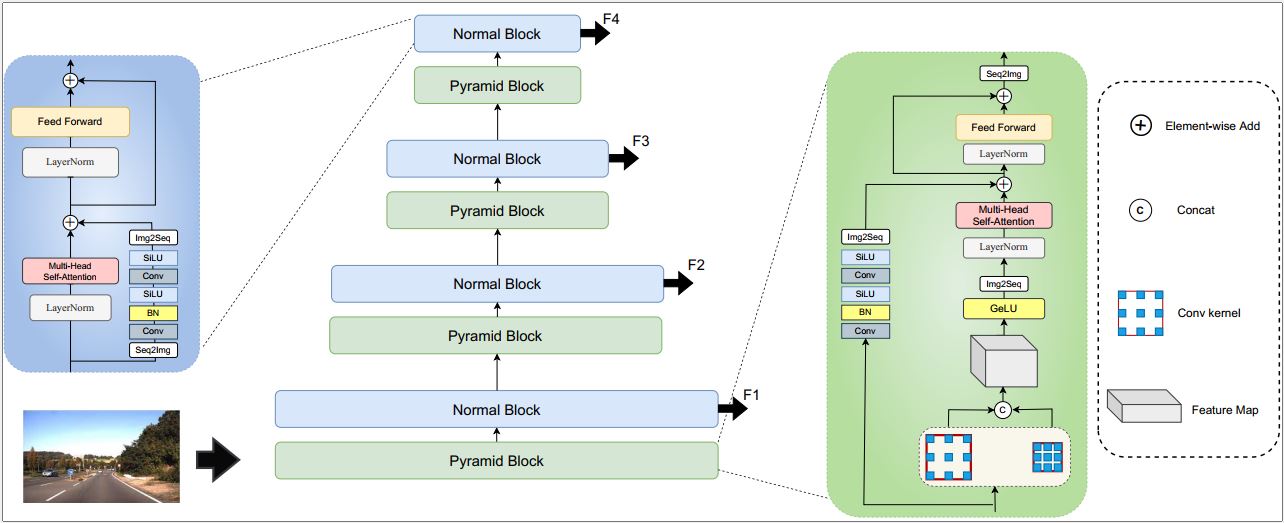 F4
Normal Block
Pyramid Block
F3
Normal Block
Pyramid Block
F2
Normal Block
Pyramid Block
F1
Normal Block
Pyramid Block
Feed Forward
LayerNorm
Img2Seq
SiLU
Conv
SiLU
BN
Conv
Seq2Img
Multi-Head
Self-Attention
LayerNorm
Seq2Img
Feed Forward
LayerNorm
Multi-Head
Self-Attention
LayerNorm
Img2Seq
GeLU
C
Img2Seq
SiLU
Conv
SiLU
BN
Conv
Element-wise Add
C
Concat
Conv kernel
Feature Map